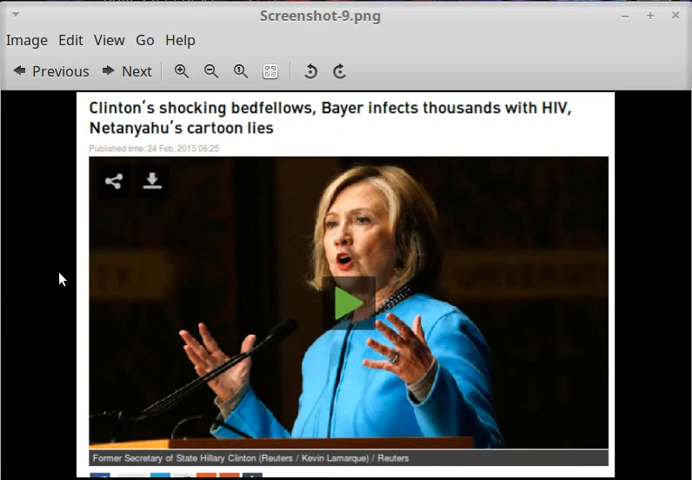 Screenshot-9.png
Image Edit View Go Help
Previous Next
Clinton's shocking bedfellows, Bayer infects thousands with HIV,
Netanyahu's cartoon lies
Published time: 24 Feb, 2015 06:25
UNIVERSITY
Former Secretary of State Hillary Clinton (Reuters / Kevin Lamarque) / Reuters